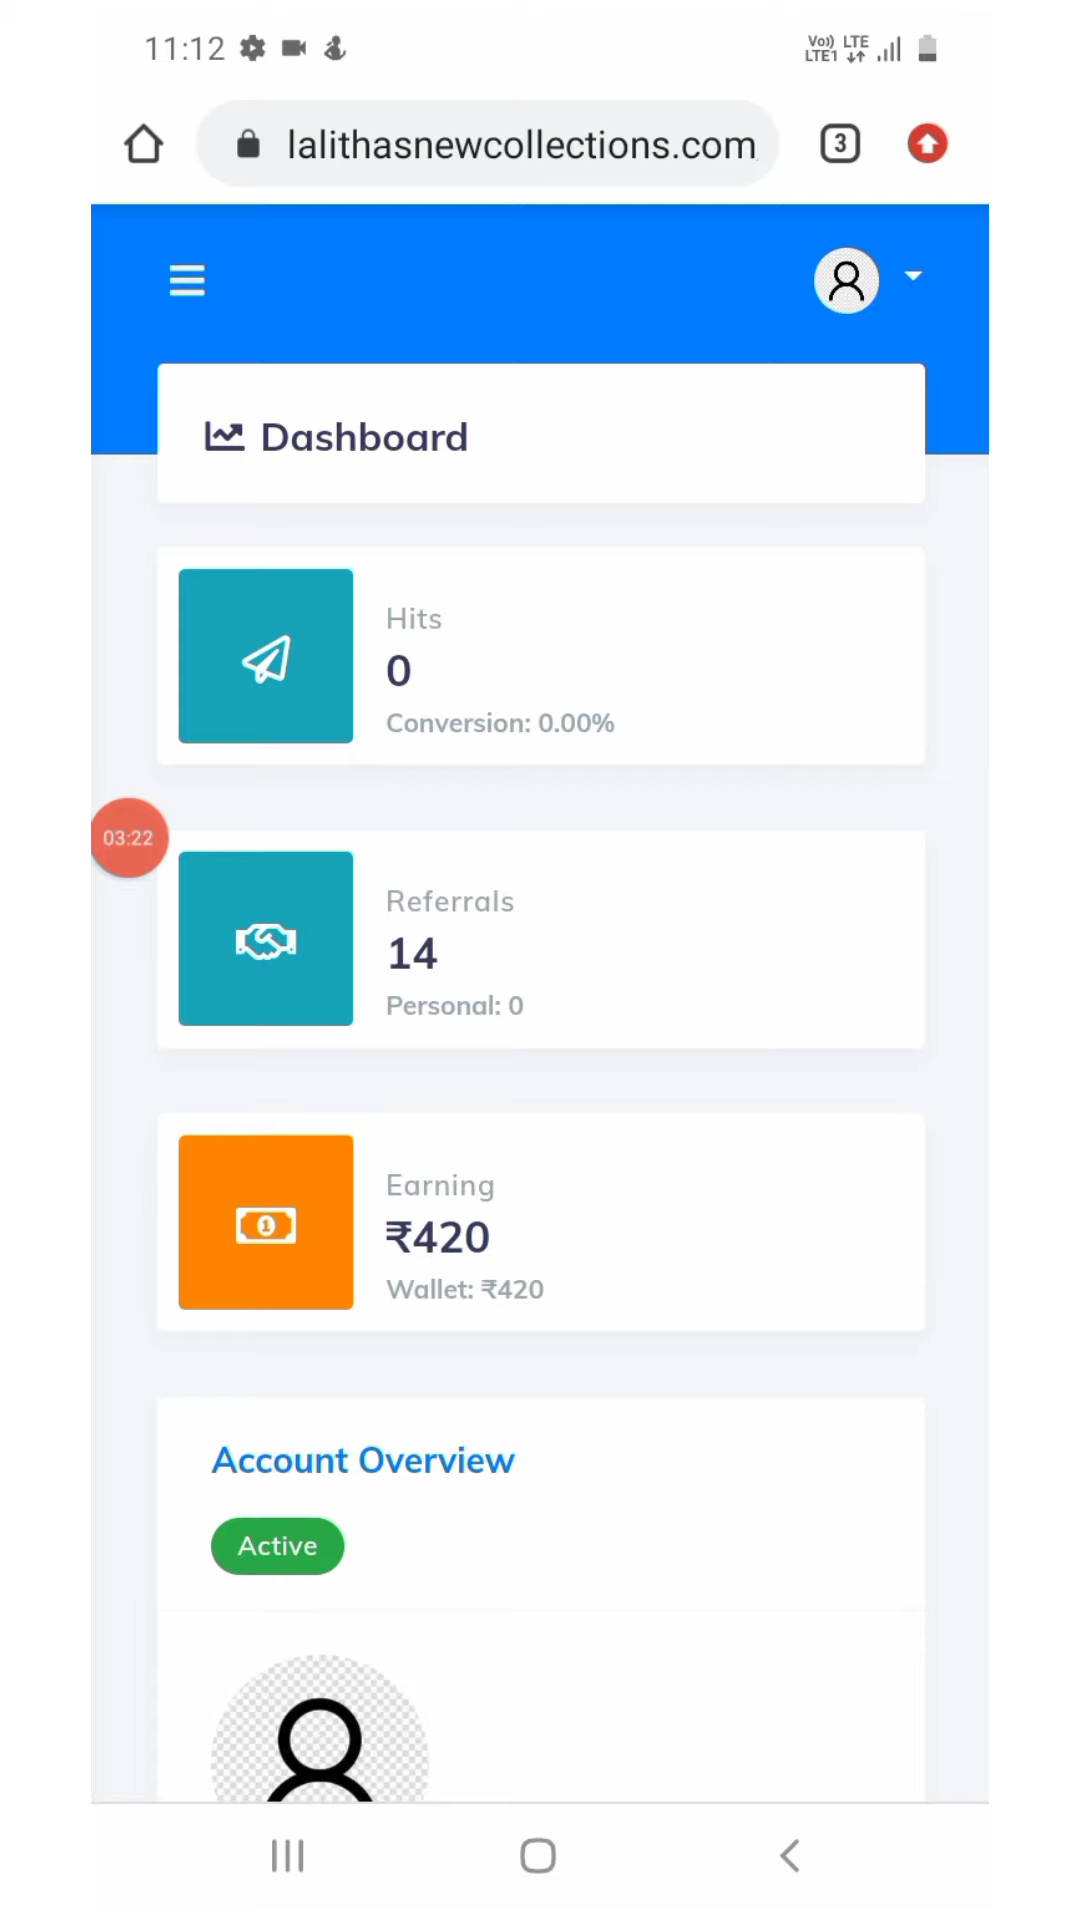 11:12
Vo)) LTE
LTE1
lalithasnewcollections.com
3
Dashboard
Hits
0
Conversion: 0.00%
03:22
Referrals
14
Personal: 0
1
Earning
₹420
Wallet: ₹420
Account Overview
Active